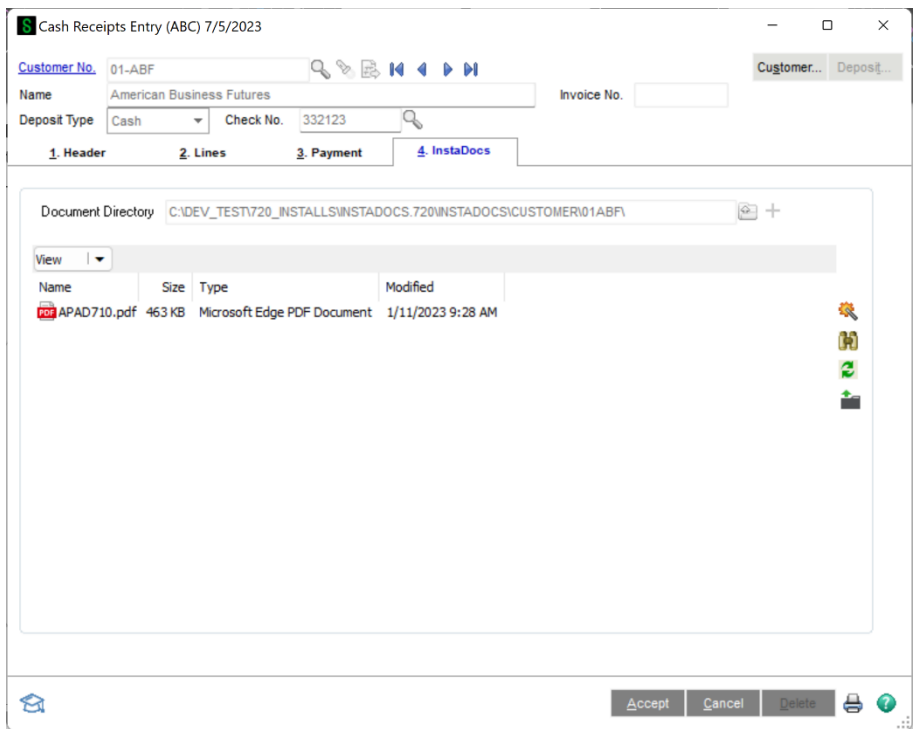 Cash Receipts Entry (ABC) 7/5/2023
Customer No. 01-ABF Customer... Deposit...
Name American Business Futures Invoice No.
Deposit Type Cash Check No. 332123
1. Header 2. Lines 3. Payment 4. InstaDocs
Document Directory C:\DEV_TEST\720_INSTALLS\INSTADOCS.720\INSTADOCS\CUSTOMER\01ABF\
View
Name Size Type Modified
PDF APAD710.pdf 463 KB Microsoft Edge PDF Document 1/11/2023 9:28 AM
Accept Cancel Delete